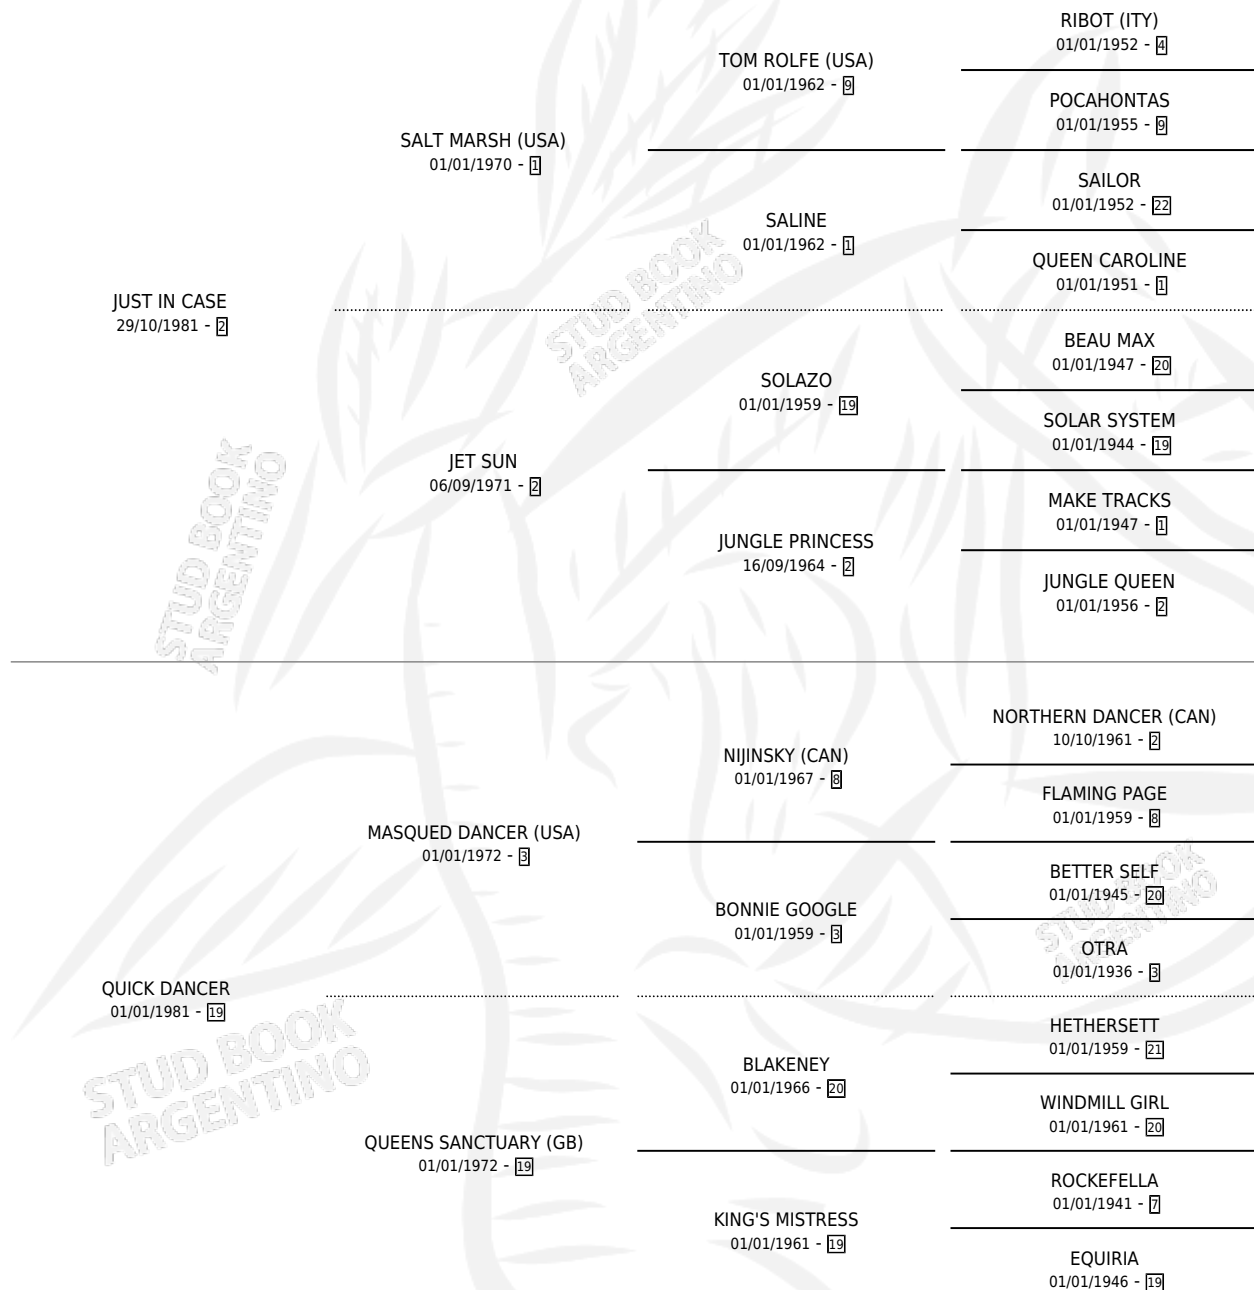 RIBOT (ITY)
01/01/1952 - 4
TOM ROLFE (USA)
01/01/1962 - 9
POCAHONTAS
01/01/1955 - 9
SALT MARSH (USA)
01/01/1970 - 1
SAILOR
01/01/1952 - 22
SALINE
01/01/1962 - 1
QUEEN CAROLINE
01/01/1951 - 1
JUST IN CASE
29/10/1981 - 2
BEAU MAX
01/01/1947 - 20
SOLAZO
01/01/1959 - 19
SOLAR SYSTEM
01/01/1944 - 19
JET SUN
06/09/1971 - 2
MAKE TRACKS
01/01/1947 - 1
JUNGLE PRINCESS
16/09/1964 - 2
JUNGLE QUEEN
01/01/1956 - 2
NORTHERN DANCER (CAN)
10/10/1961 - 2
NIJINSKY (CAN)
01/01/1967 - 8
FLAMING PAGE
01/01/1959 - 8
MASQUED DANCER (USA)
01/01/1972 - 3
BETTER SELF
01/01/1945 - 20
BONNIE GOOGLE
01/01/1959 - 3
OTRA
01/01/1936 - 3
QUICK DANCER
01/01/1981 - 19
HETHERSETT
01/01/1959 - 21
BLAKENEY
01/01/1966 - 20
WINDMILL GIRL
01/01/1961 - 20
QUEENS SANCTUARY (GB)
01/01/1972 - 19
ROCKEFELLA
01/01/1941 - 7
KING'S MISTRESS
01/01/1961 - 19
EQUIRIA
01/01/1946 - 19
STUD BOOK
ARGENTINO
STUD BOOK
ARGENTINO
STUD BOOK
ARGENTINO
STUD BOOK
ARGENTINO